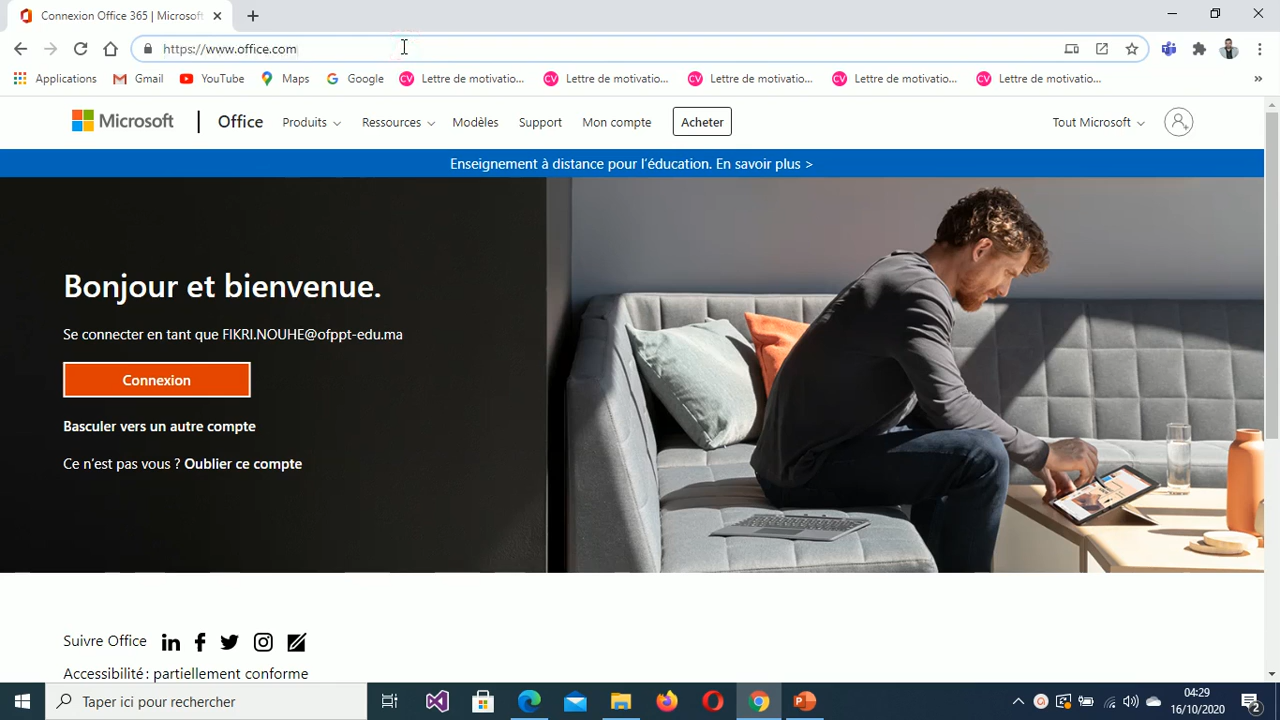 Connexion Office 365 | Microsoft
https://www.office.com
Applications Gmail YouTube Maps Google Lettre de motivatio... Lettre de motivatio... Lettre de motivatio... Lettre de motivatio... Lettre de motivatio... »
Microsoft | Office Produits Ressources Modèles Support Mon compte Acheter Tout Microsoft
Enseignement à distance pour l'éducation. En savoir plus >
Bonjour et bienvenue.
Se connecter en tant que FIKRI.NOUHE@ofppt-edu.ma
Connexion
Basculer vers un autre compte
Ce n'est pas vous ? Oublier ce compte
Suivre Office
Accessibilité : partiellement conforme
Taper ici pour rechercher
04:29
16/10/2020
2